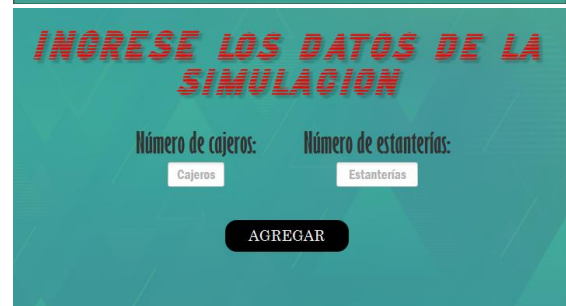 INGRESE LOS DATOS DE LA
SIMULACION
Número de cajeros: Número de estanterías:
Cajeros Estanterías
AGREGAR